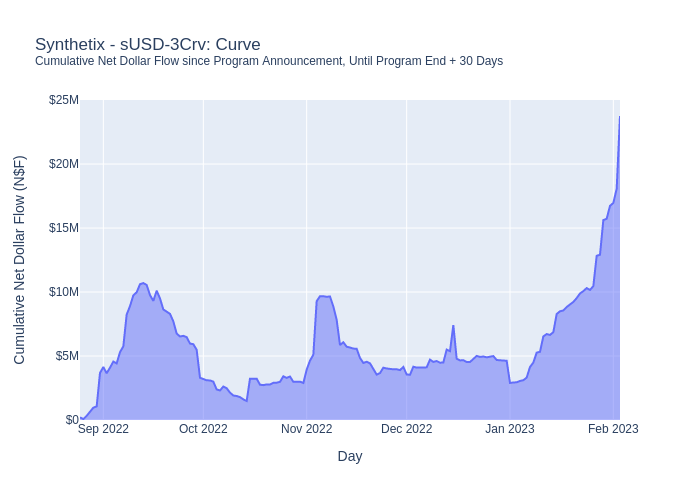 Synthetix - sUSD-3Crv: Curve
Cumulative Net Dollar Flow since Program Announcement, Until Program End + 30 Days
Cumulative Net Dollar Flow (N$F)
$25M
$20M
$15M
$10M
$5M
$0
Sep 2022
Oct 2022
Nov 2022
Dec 2022
Jan 2023
Feb 2023
Day